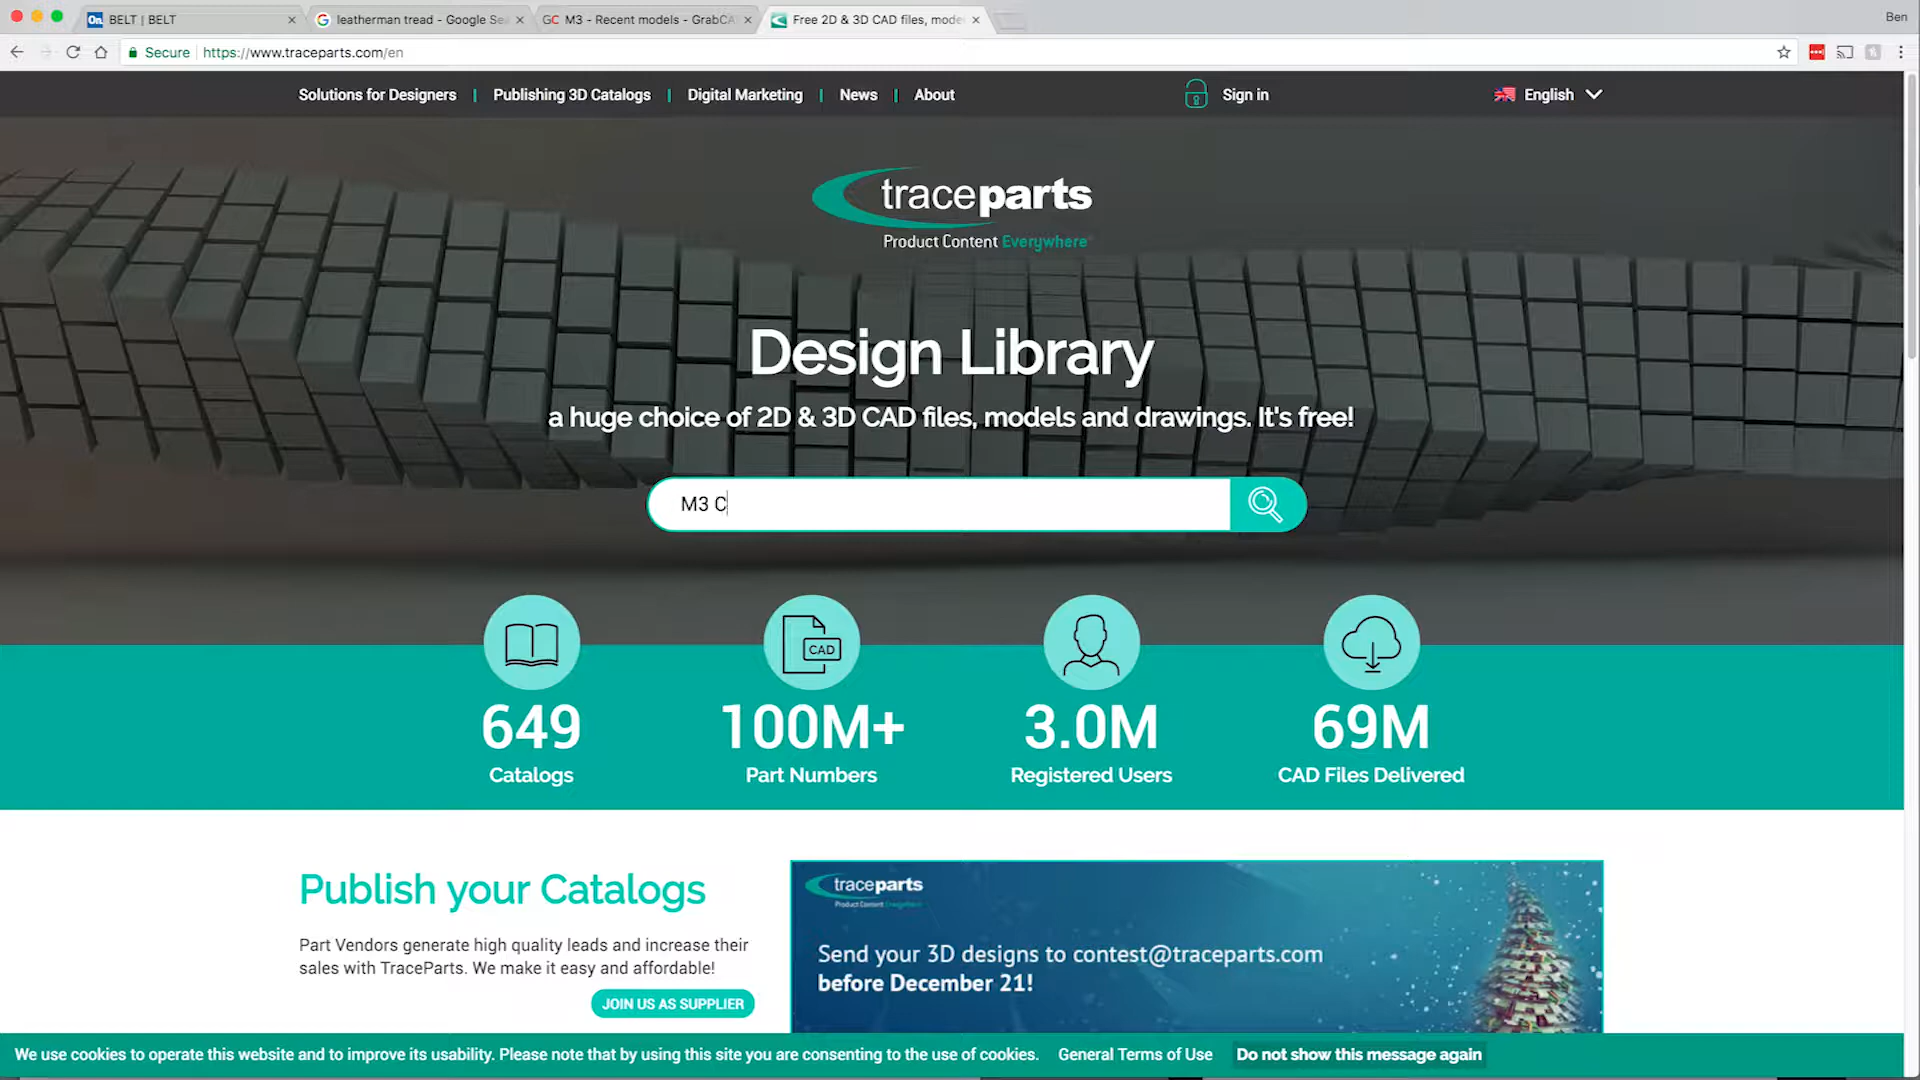 BELT | BELT
leatherman tread - Google Se
M3 - Recent models - GrabCA
Free 2D & 3D CAD files, mode
Ben
Secure
https://www.traceparts.com/en
Solutions for Designers | Publishing 3D Catalogs | Digital Marketing | News | About
Sign in
English
traceparts
Product Content Everywhere
Design Library
a huge choice of 2D & 3D CAD files, models and drawings. It's free!
M3 C
CAD
649
100M+
3.0M
69M
Catalogs
Part Numbers
Registered Users
CAD Files Delivered
Publish your Catalogs
Part Vendors generate high quality leads and increase their
sales with TraceParts. We make it easy and affordable!
JOIN US AS SUPPLIER
traceparts
Product Content Everywhere
Send your 3D designs to contest@traceparts.com
before December 21!
We use cookies to operate this website and to improve its usability. Please note that by using this site you are consenting to the use of cookies.
General Terms of Use
Do not show this message again